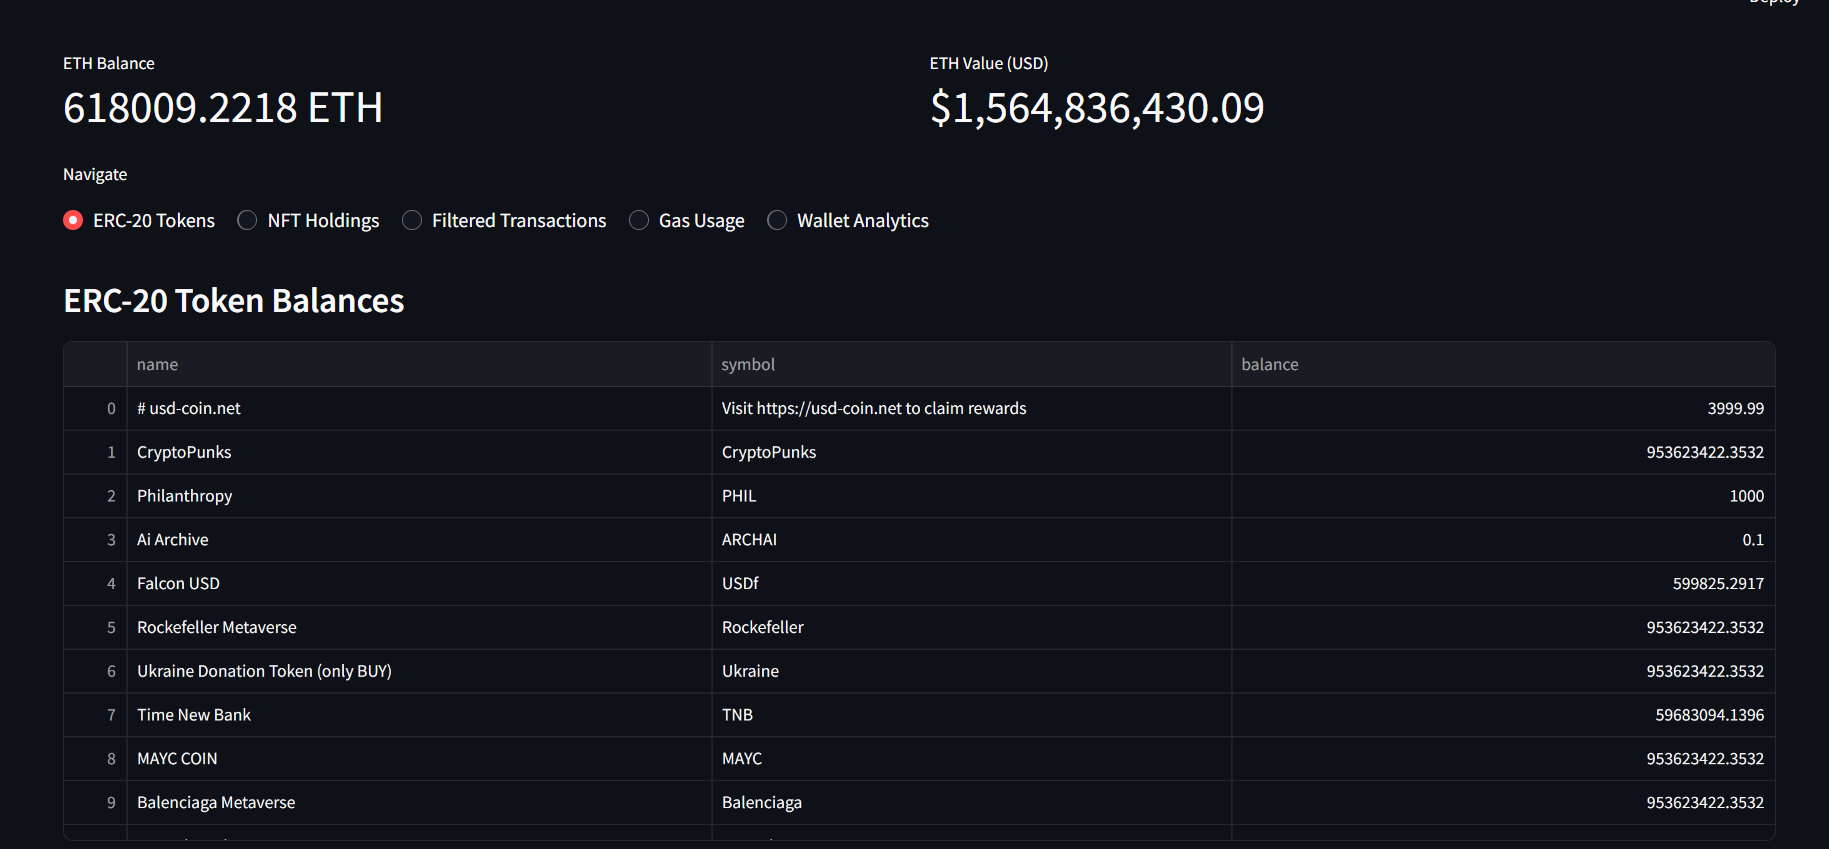 Deploy
ETH Balance
ETH Value (USD)
618009.2218 ETH
$1,564,836,430.09
Navigate
ERC-20 Tokens NFT Holdings Filtered Transactions Gas Usage Wallet Analytics
ERC-20 Token Balances
name symbol balance
0 # usd-coin.net Visit https://usd-coin.net to claim rewards 3999.99
1 CryptoPunks CryptoPunks 953623422.3532
2 Philanthropy PHIL 1000
3 Ai Archive ARCHAI 0.1
4 Falcon USD USDf 599825.2917
5 Rockefeller Metaverse Rockefeller 953623422.3532
6 Ukraine Donation Token (only BUY) Ukraine 953623422.3532
7 Time New Bank TNB 59683094.1396
8 MAYC COIN MAYC 953623422.3532
9 Balenciaga Metaverse Balenciaga 953623422.3532